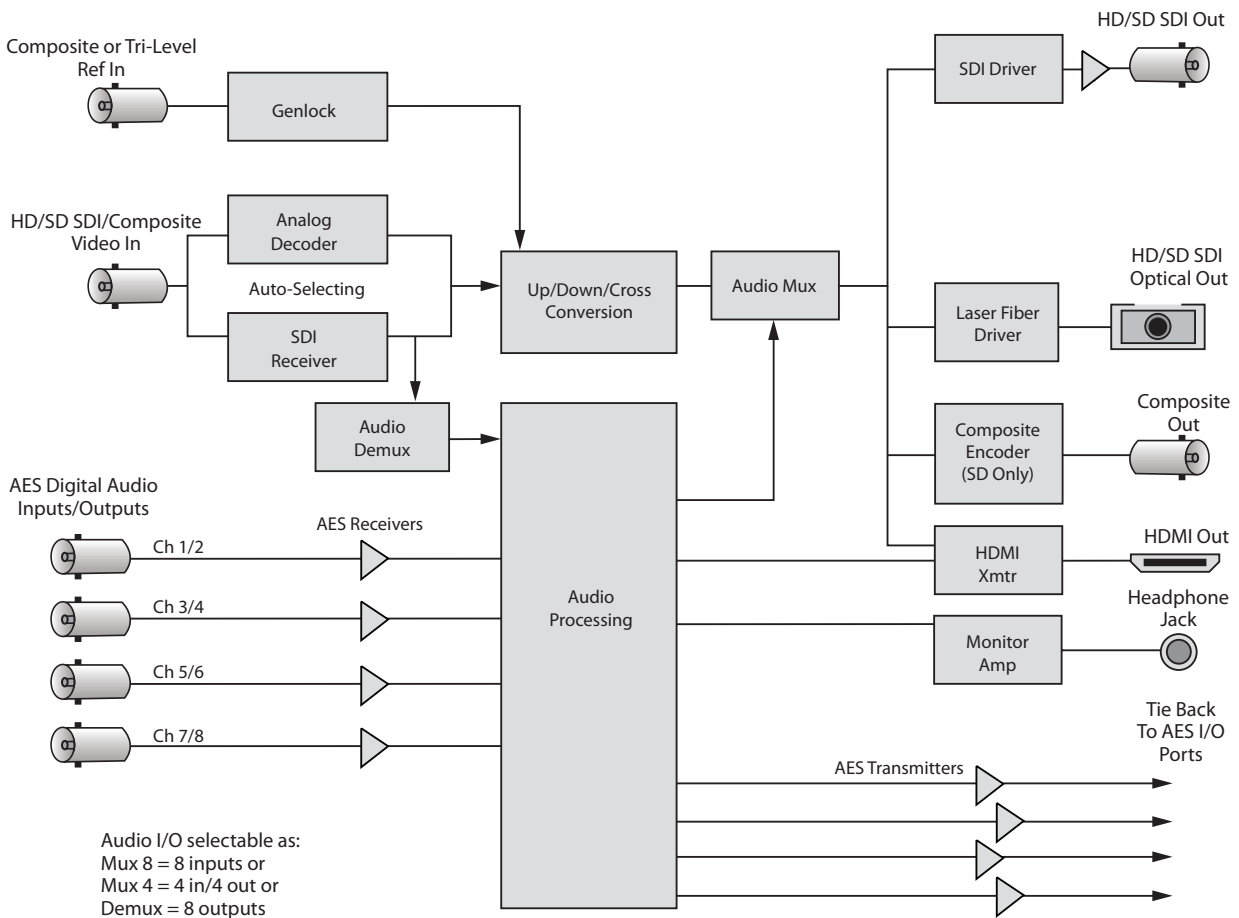 HD/SD SDI Out
Composite or Tri-Level
Ref In
SDI Driver
Genlock
HD/SD SDI/Composite
Video In
Analog
Decoder
Auto-Selecting
SDI
Receiver
Up/Down/Cross
Conversion
Audio Mux
HD/SD SDI
Optical Out
Laser Fiber
Driver
Audio
Demux
Composite
Encoder
(SD Only)
Composite
Out
AES Digital Audio
Inputs/Outputs
AES Receivers
Ch 1/2
Ch 3/4
Ch 5/6
Ch 7/8
Audio
Processing
HDMI
Xmtr
HDMI Out
Headphone
Jack
Monitor
Amp
Tie Back
To AES I/O
Ports
AES Transmitters
Audio I/O selectable as:
Mux 8 = 8 inputs or
Mux 4 = 4 in/4 out or
Demux = 8 outputs